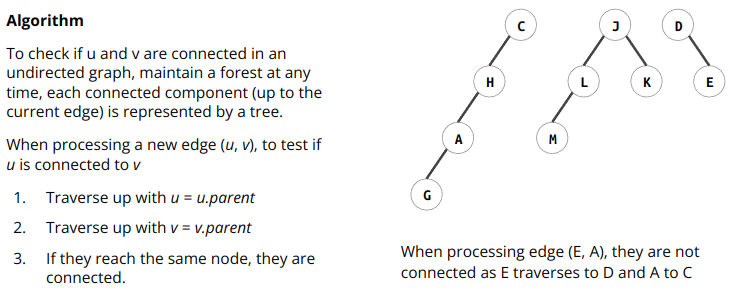 Algorithm
To check if u and v are connected in an
undirected graph, maintain a forest at any
time, each connected component (up to the
current edge) is represented by a tree.
When processing a new edge (u, v), to test if
u is connected to v
1. Traverse up with u = u.parent
2. Traverse up with v = v.parent
3. If they reach the same node, they are
connected.
C
J
D
H
L
K
E
A
M
G
When processing edge (E, A), they are not
connected as E traverses to D and A to C